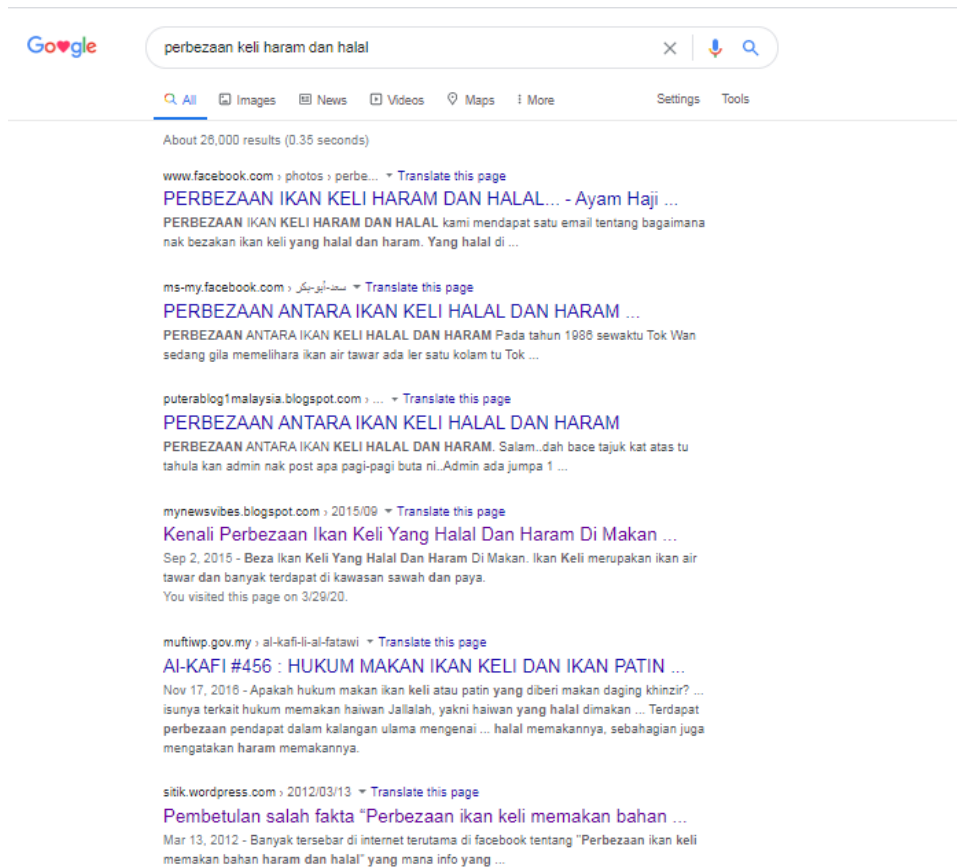 Google
perbezaan keli haram dan halal
All Images News Videos Maps More Settings Tools
About 26,000 results (0.35 seconds)
www.facebook.com › photos › perbe... Translate this page
PERBEZAAN IKAN KELI HARAM DAN HALAL... - Ayam Haji ...
PERBEZAAN IKAN KELI HARAM DAN HALAL kami mendapat satu email tentang bagaimana
nak bezakan ikan keli yang halal dan haram. Yang halal di ...
ms-my.facebook.com › سعد-أبو-بكر Translate this page
PERBEZAAN ANTARA IKAN KELI HALAL DAN HARAM ...
PERBEZAAN ANTARA IKAN KELI HALAL DAN HARAM Pada tahun 1986 sewaktu Tok Wan
sedang gila memelihara ikan air tawar ada ler satu kolam tu Tok ...
puterablog1malaysia.blogspot.com › ... Translate this page
PERBEZAAN ANTARA IKAN KELI HALAL DAN HARAM
PERBEZAAN ANTARA IKAN KELI HALAL DAN HARAM. Salam..dah bace tajuk kat atas tu
tahula kan admin nak post apa pagi-pagi buta ni..Admin ada jumpa 1 ...
mynewsvibes.blogspot.com › 2015/09 Translate this page
Kenali Perbezaan Ikan Keli Yang Halal Dan Haram Di Makan ...
Sep 2, 2015 - Beza Ikan Keli Yang Halal Dan Haram Di Makan. Ikan Keli merupakan ikan air
tawar dan banyak terdapat di kawasan sawah dan paya.
You visited this page on 3/29/20.
muftiwp.gov.my › al-kafi-li-al-fatawi Translate this page
Al-KAFI #456 : HUKUM MAKAN IKAN KELI DAN IKAN PATIN ...
Nov 17, 2016 - Apakah hukum makan ikan keli atau patin yang diberi makan daging khinzir? ...
isunya terkait hukum memakan haiwan Jallalah, yakni haiwan yang halal dimakan ... Terdapat
perbezaan pendapat dalam kalangan ulama mengenai ... halal memakannya, sebahagian juga
mengatakan haram memakannya.
sitik.wordpress.com › 2012/03/13 Translate this page
Pembetulan salah fakta “Perbezaan ikan keli memakan bahan ...
Mar 13, 2012 - Banyak tersebar di internet terutama di facebook tentang "Perbezaan ikan keli
memakan bahan haram dan halal" yang mana info yang ...